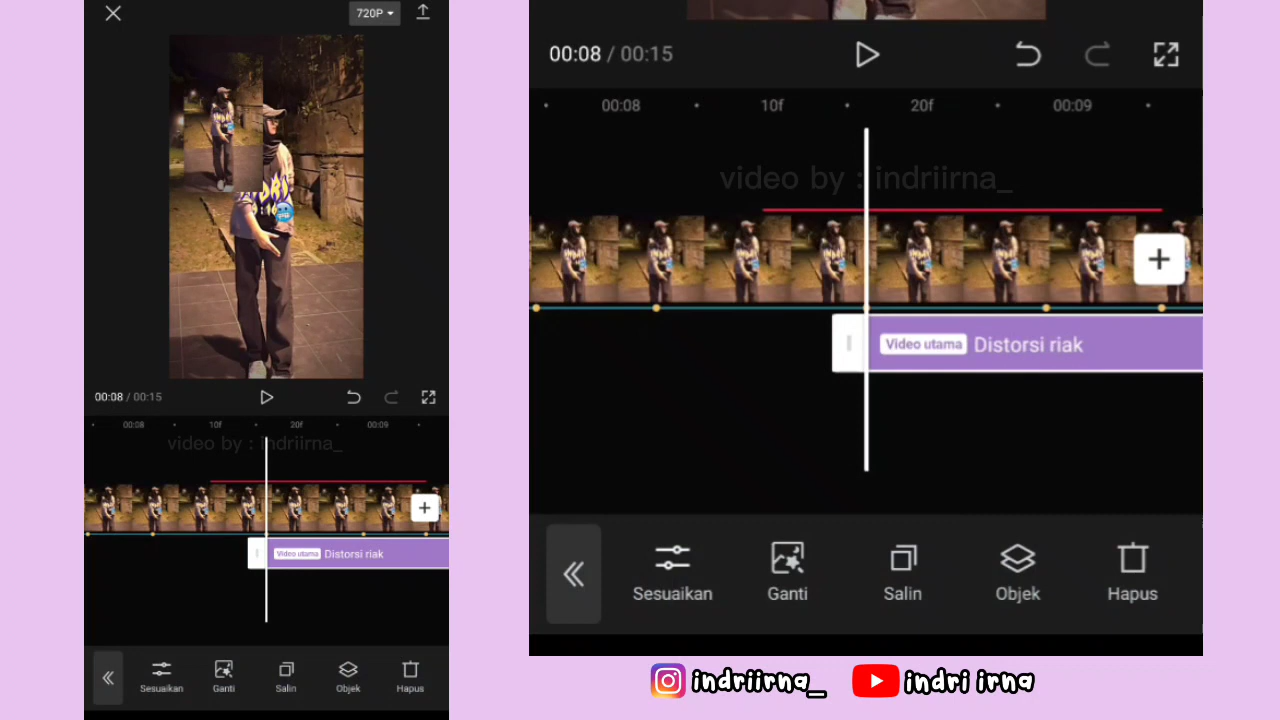 720P
00:08 / 00:15
00:08 10f 20f 00:09
video by : indriirna_
Video utama Distorsi riak
Sesuaikan Ganti Salin Objek Hapus
00:08 / 00:15
00:08 10f 20f 00:09
video by : indriirna_
Video utama Distorsi riak
Sesuaikan Ganti Salin Objek Hapus
indriirna_ indri irna